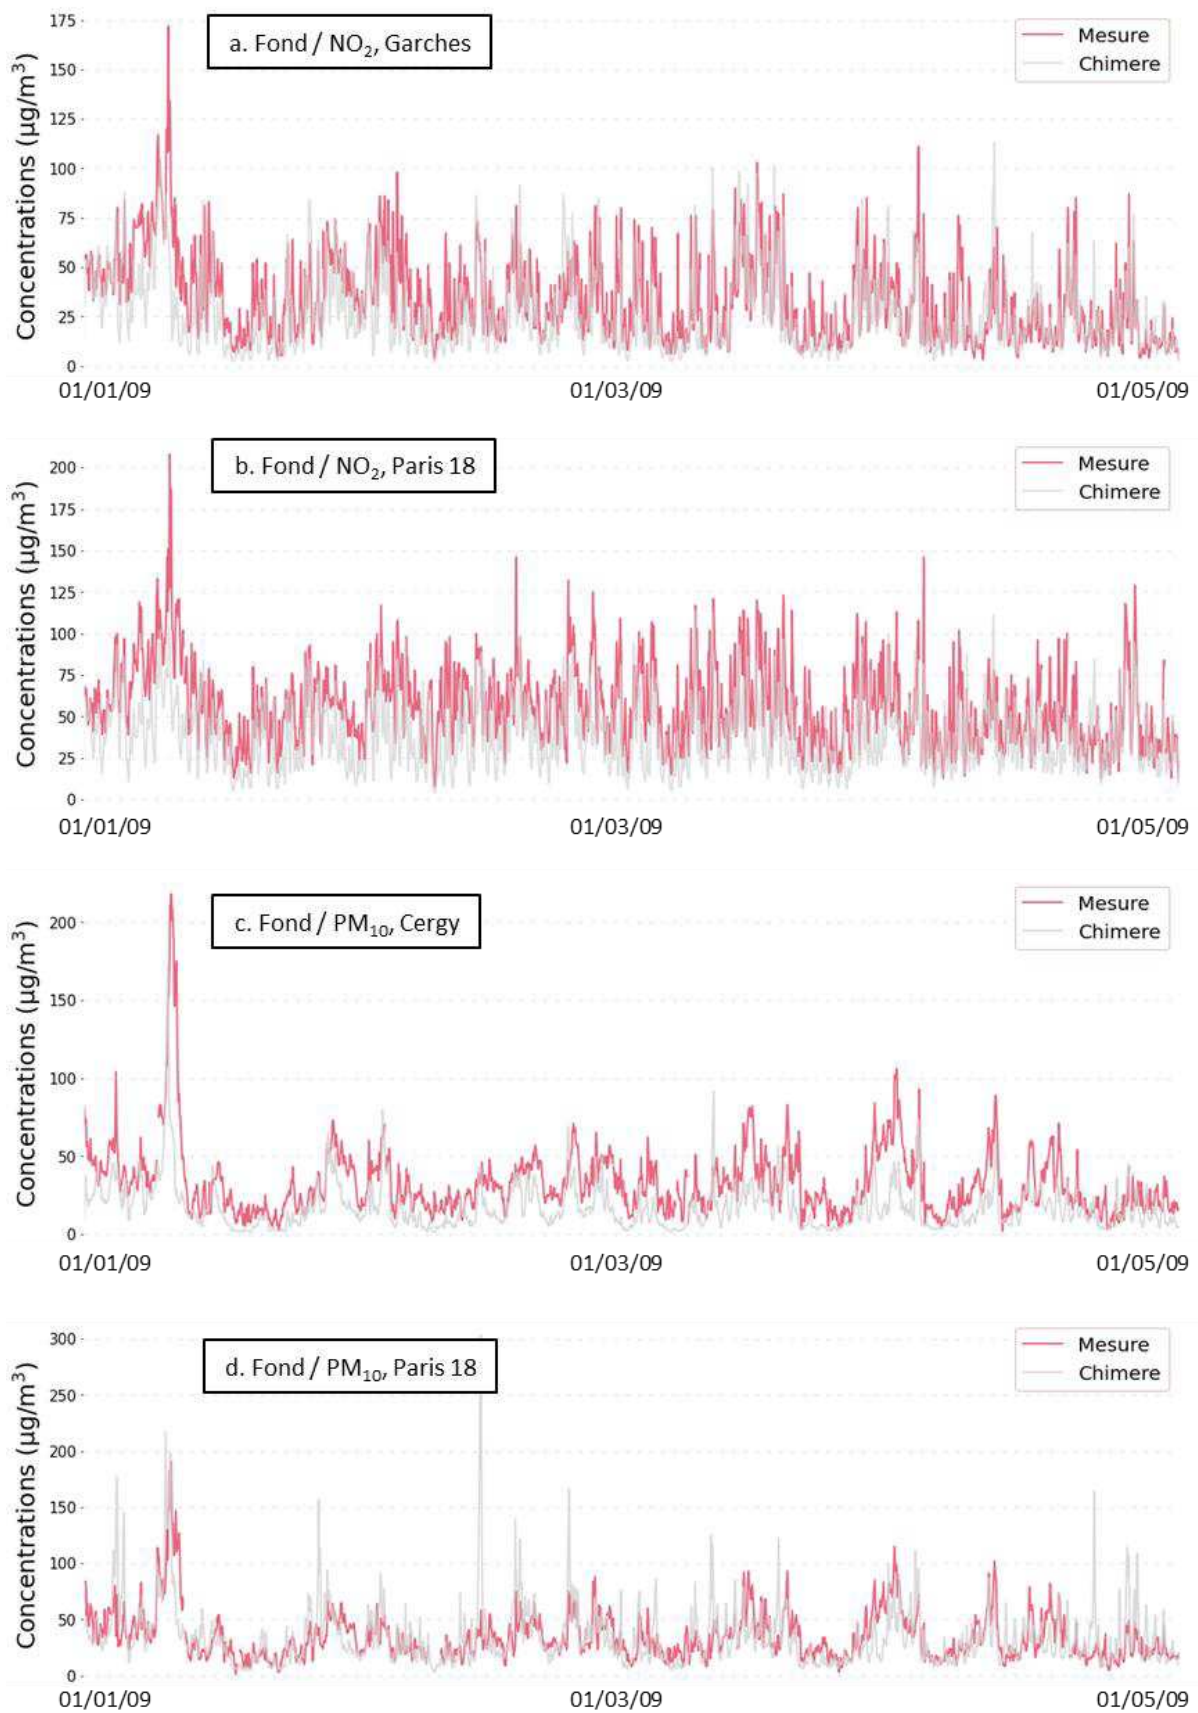 a. Fond / NO₂, Garches
Mesure
Chimere
Concentrations (µg/m³)
175
150
125
100
75
50
25
0
01/01/09
01/03/09
01/05/09
b. Fond / NO₂, Paris 18
Mesure
Chimere
Concentrations (µg/m³)
200
175
150
125
100
75
50
25
0
01/01/09
01/03/09
01/05/09
c. Fond / PM₁₀, Cergy
Mesure
Chimere
Concentrations (µg/m³)
200
150
100
50
0
01/01/09
01/03/09
01/05/09
d. Fond / PM₁₀, Paris 18
Mesure
Chimere
Concentrations (µg/m³)
300
250
200
150
100
50
0
01/01/09
01/03/09
01/05/09